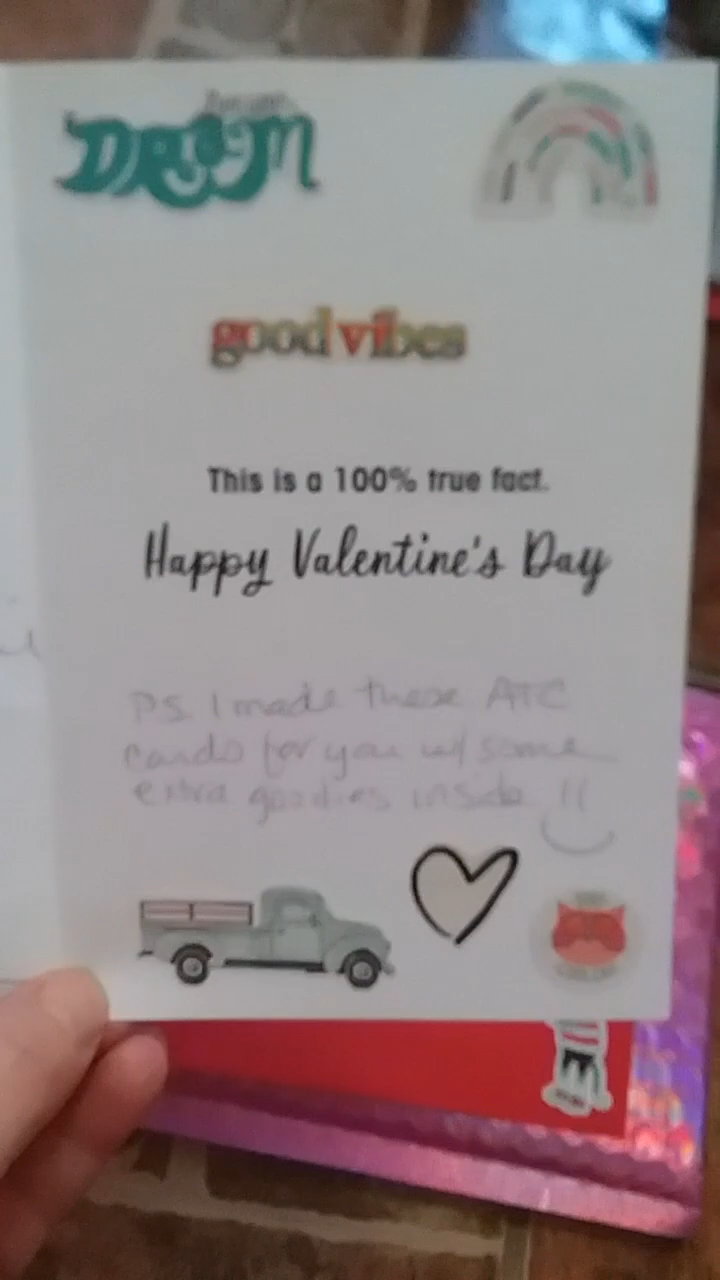 DREAM
good vibes
This is a 100% true fact.
Happy Valentine's Day
PS I made these ATC
cards for you w/ some
extra goodies inside !!